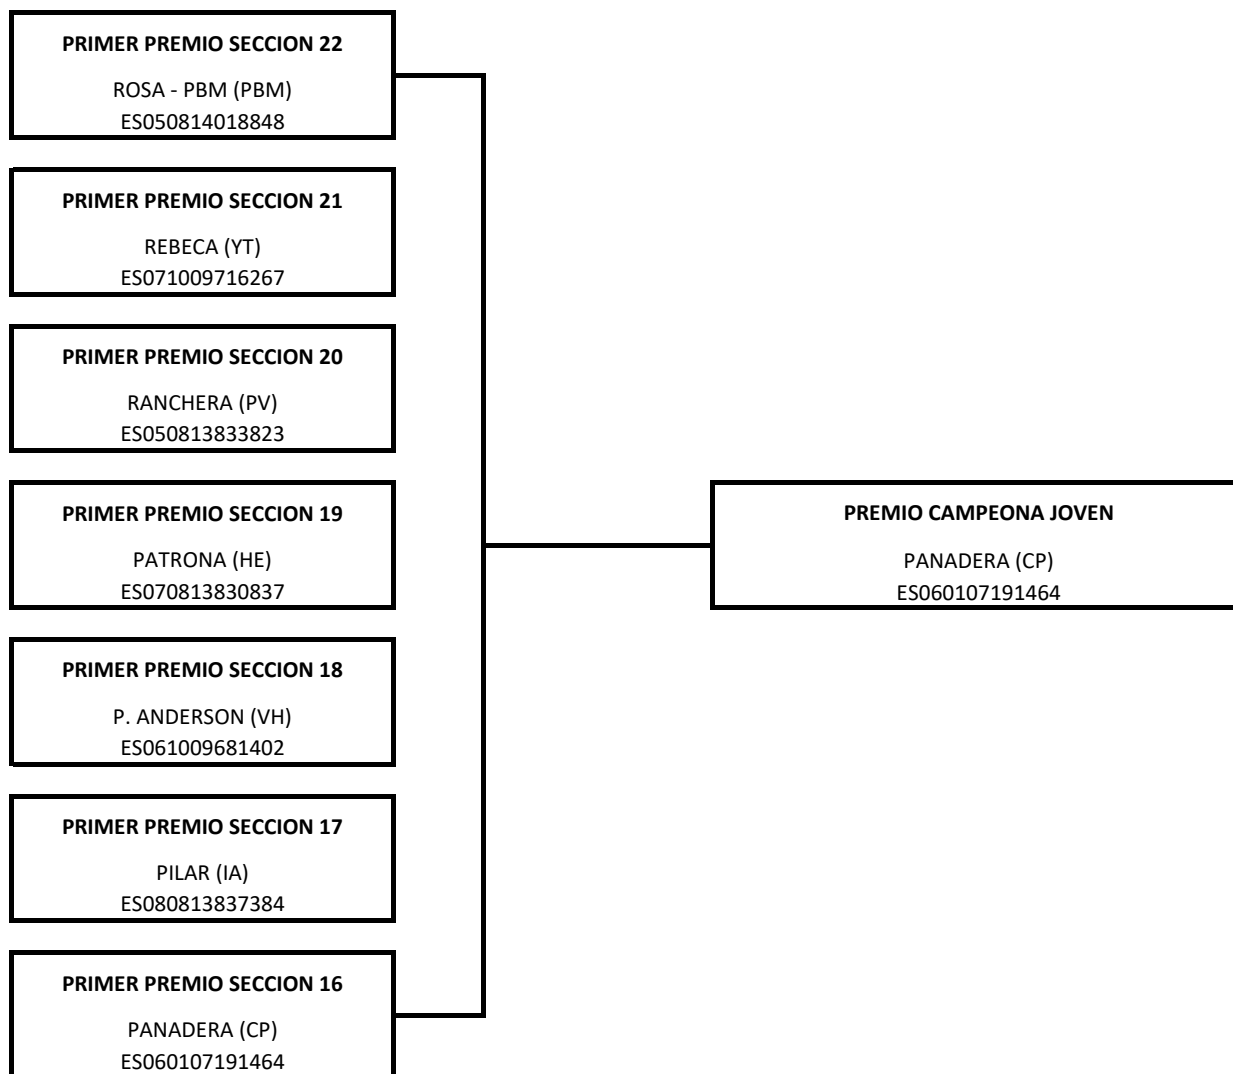 PRIMER PREMIO SECCION 22
ROSA - PBM (PBM)
ES050814018848
PRIMER PREMIO SECCION 21
REBECA (YT)
ES071009716267
PRIMER PREMIO SECCION 20
RANCHERA (PV)
ES050813833823
PRIMER PREMIO SECCION 19
PATRONA (HE)
ES070813830837
PRIMER PREMIO SECCION 18
P. ANDERSON (VH)
ES061009681402
PRIMER PREMIO SECCION 17
PILAR (IA)
ES080813837384
PRIMER PREMIO SECCION 16
PANADERA (CP)
ES060107191464
PREMIO CAMPEONA JOVEN
PANADERA (CP)
ES060107191464